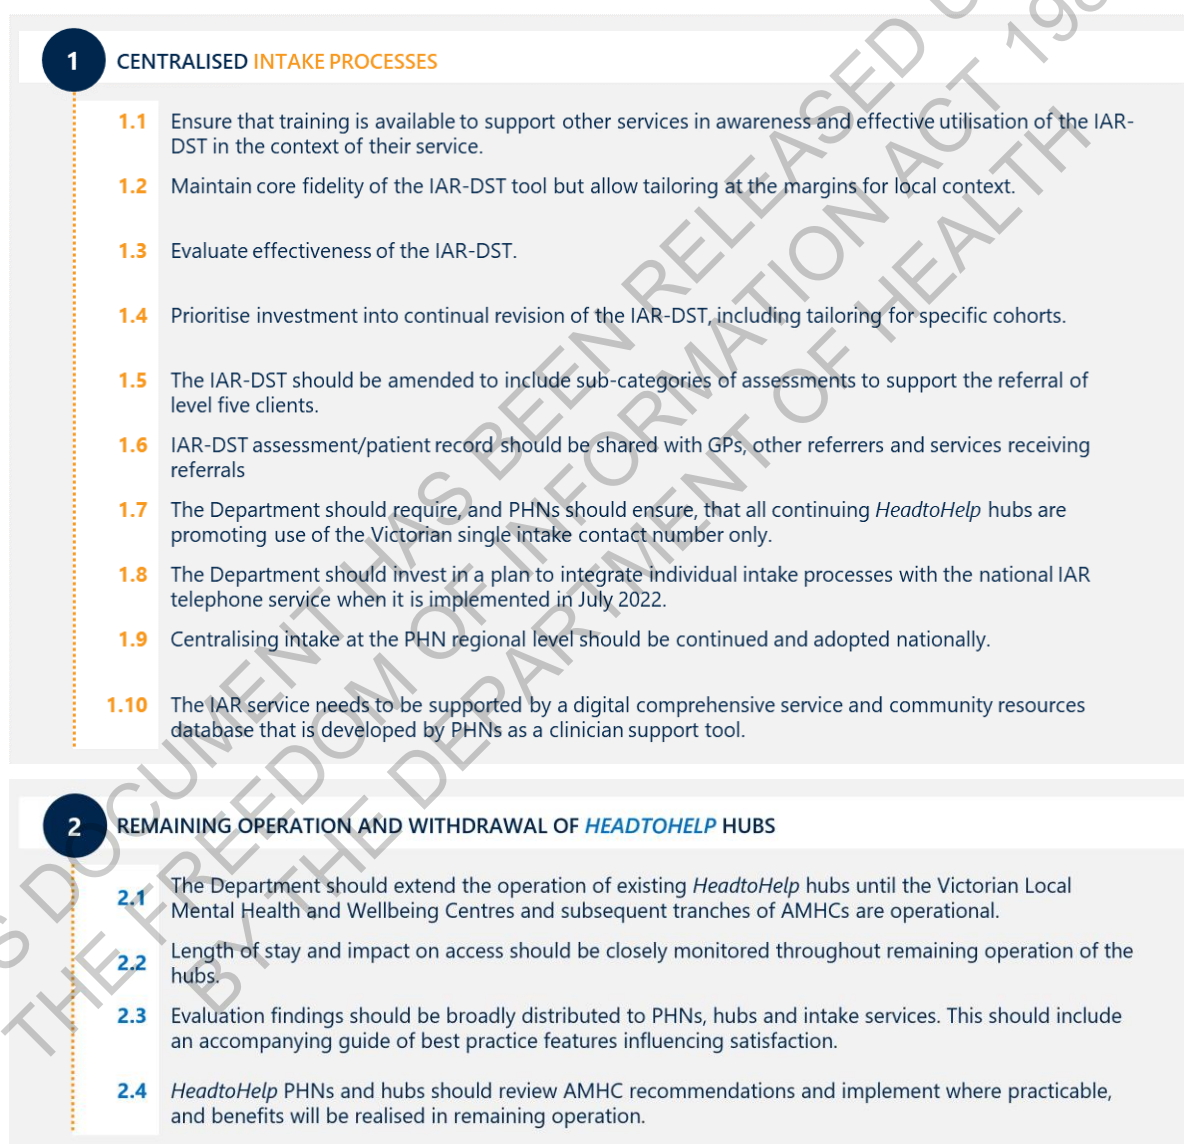 1
CENTRALISED INTAKE PROCESSES
1.1 Ensure that training is available to support other services in awareness and effective utilisation of the IAR-
DST in the context of their service.
1.2 Maintain core fidelity of the IAR-DST tool but allow tailoring at the margins for local context.
1.3 Evaluate effectiveness of the IAR-DST.
1.4 Prioritise investment into continual revision of the IAR-DST, including tailoring for specific cohorts.
1.5 The IAR-DST should be amended to include sub-categories of assessments to support the referral of
level five clients.
1.6 IAR-DST assessment/patient record should be shared with GPs, other referrers and services receiving
referrals
1.7 The Department should require, and PHNs should ensure, that all continuing HeadtoHelp hubs are
promoting use of the Victorian single intake contact number only.
1.8 The Department should invest in a plan to integrate individual intake processes with the national IAR
telephone service when it is implemented in July 2022.
1.9 Centralising intake at the PHN regional level should be continued and adopted nationally.
1.10 The IAR service needs to be supported by a digital comprehensive service and community resources
database that is developed by PHNs as a clinician support tool.
2
REMAINING OPERATION AND WITHDRAWAL OF HEADTOHELP HUBS
2.1 The Department should extend the operation of existing HeadtoHelp hubs until the Victorian Local
Mental Health and Wellbeing Centres and subsequent tranches of AMHCs are operational.
2.2 Length of stay and impact on access should be closely monitored throughout remaining operation of the
hubs.
2.3 Evaluation findings should be broadly distributed to PHNs, hubs and intake services. This should include
an accompanying guide of best practice features influencing satisfaction.
2.4 HeadtoHelp PHNs and hubs should review AMHC recommendations and implement where practicable,
and benefits will be realised in remaining operation.
DOCUMENT HAS BEEN RELEASED
THE FREEDOM OF INFORMATION ACT
BY THE DEPARTMENT OF HEALTH